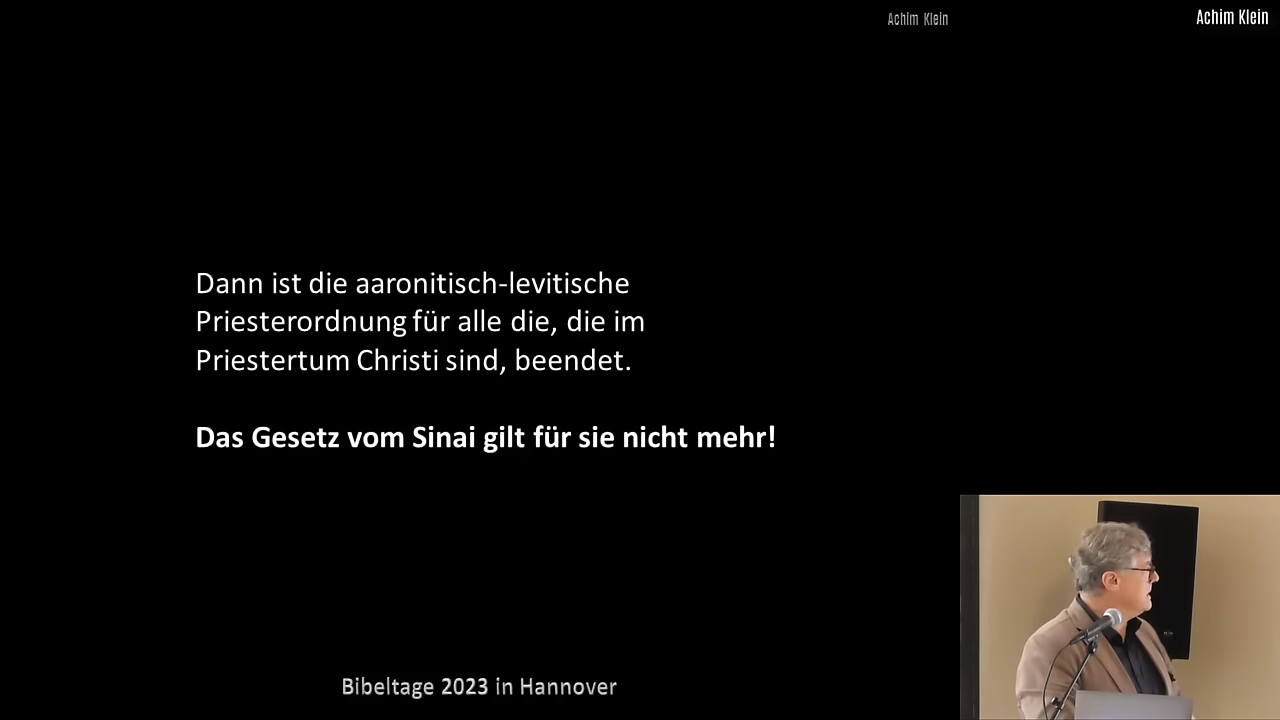 Achim Klein
Achim Klein
Dann ist die aaronitisch-levitische
Priesterordnung für alle die, die im
Priestertum Christi sind, beendet.
Das Gesetz vom Sinai gilt für sie nicht mehr!
Bibeltage 2023 in Hannover